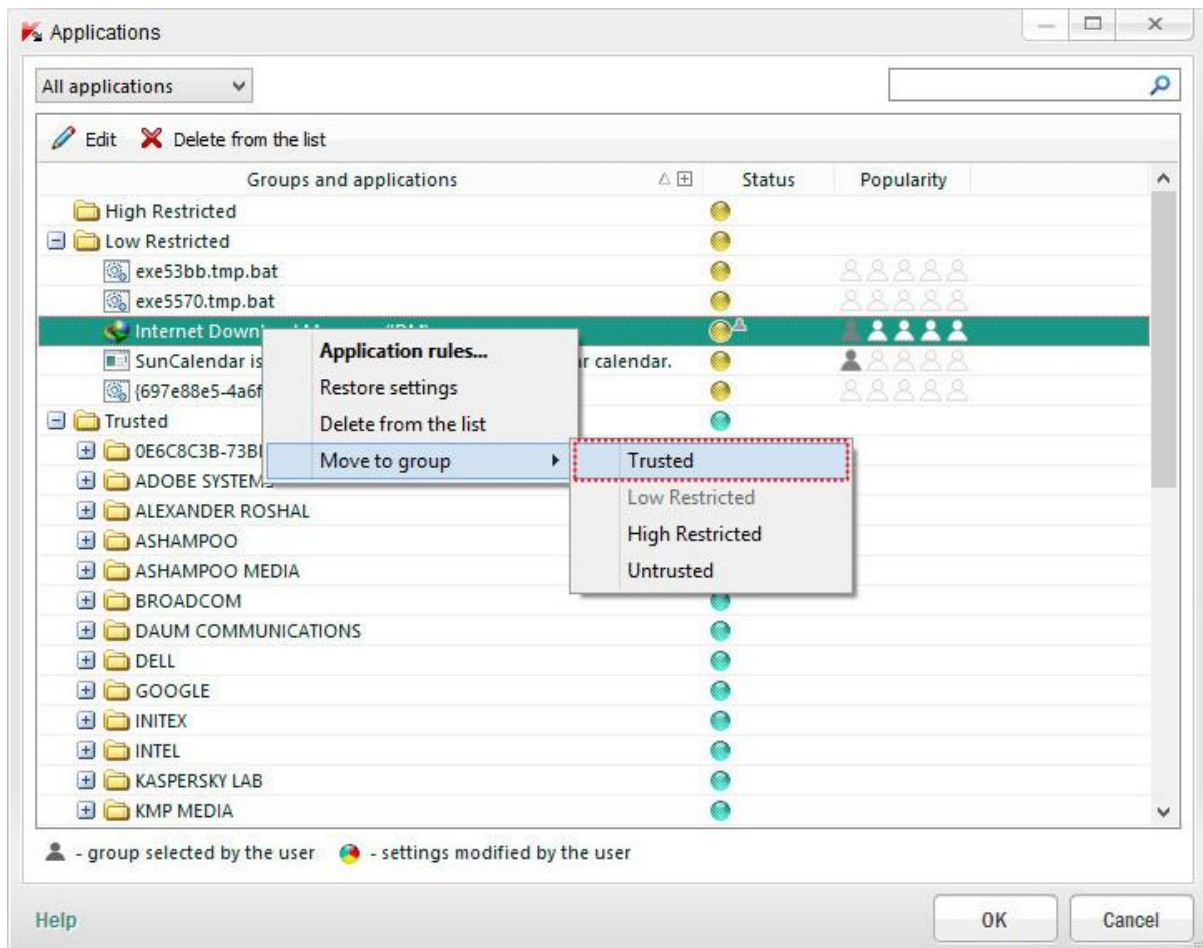 Applications
All applications
Edit Delete from the list
Groups and applications Status Popularity
High Restricted
Low Restricted
exe53bb.tmp.bat
exe5570.tmp.bat
Internet Down
SunCalendar is r calendar.
{697e88e5-4a6f
Trusted
0E6C8C3B-73B
ADOBE SYSTEMS
ALEXANDER ROSHAL
ASHAMPOO
ASHAMPOO MEDIA
BROADCOM
DAUM COMMUNICATIONS
DELL
GOOGLE
INITEX
INTEL
KASPERSKY LAB
KMP MEDIA
Application rules...
Restore settings
Delete from the list
Move to group
Trusted
Low Restricted
High Restricted
Untrusted
- group selected by the user - settings modified by the user
Help OK Cancel